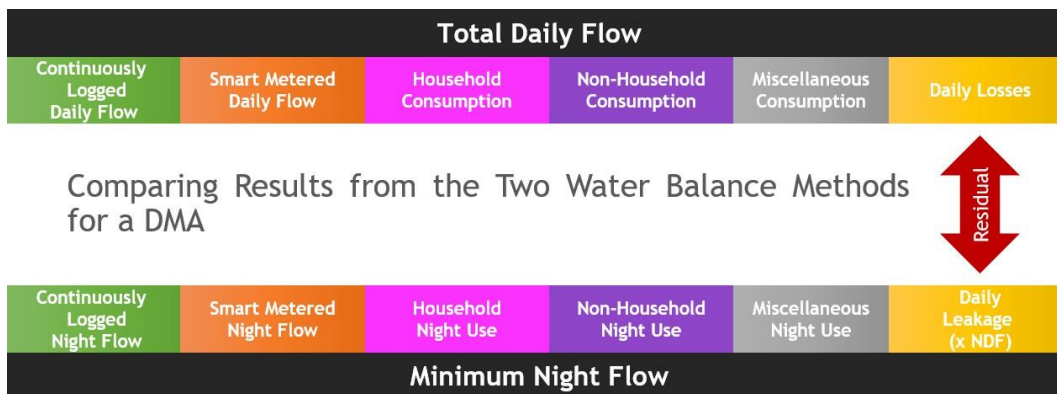 Total Daily Flow
Continuously
Logged
Daily Flow
Smart Metered
Daily Flow
Household
Consumption
Non-Household
Consumption
Miscellaneous
Consumption
Daily Losses
Comparing Results from the Two Water Balance Methods
for a DMA
Residual
Continuously
Logged
Night Flow
Smart Metered
Night Flow
Household
Night Use
Non-Household
Night Use
Miscellaneous
Night Use
Daily
Leakage
(x NDF)
Minimum Night Flow